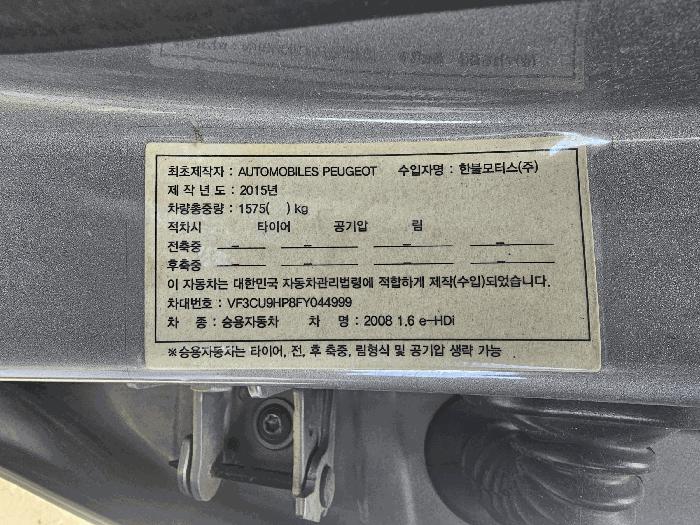 최초제작자 : AUTOMOBILES PEUGEOT 수입자명 : 한불모터스(주)
제 작 년 도 : 2015년
차량총중량 : 1575( ) kg
적차시 타이어 공기압 림
전축중 — — — —
후축중 — — — —
이 자동차는 대한민국 자동차관리법령에 적합하게 제작(수입)되었습니다.
차대번호 : VF3CU9HP8FY044999
차 종 : 승용자동차 차 명 : 2008 1.6 e-HDi
※승용자동차는 타이어, 전, 후 축중, 림형식 및 공기압 생략 가능